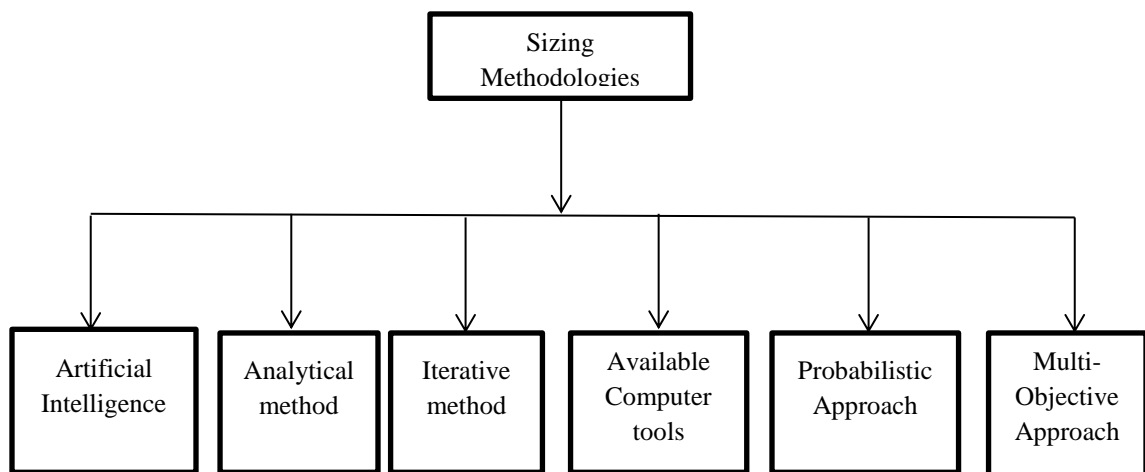 Sizing
Methodologies
Artificial
Intelligence
Analytical
method
Iterative
method
Available
Computer
tools
Probabilistic
Approach
Multi-
Objective
Approach